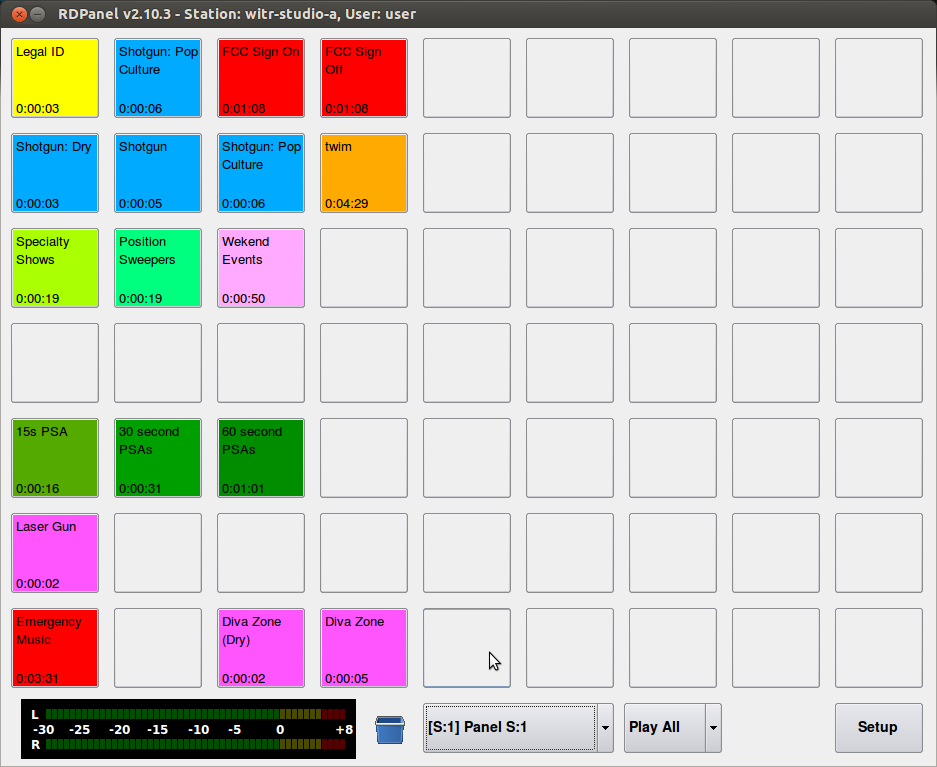 RDPanel v2.10.3 - Station: witr-studio-a, User: user
Legal ID
0:00:03
Shotgun: Pop
Culture
0:00:06
FCC Sign On
0:01:08
FCC Sign
Off
0:01:08
Shotgun: Dry
0:00:03
Shotgun
0:00:05
Shotgun: Pop
Culture
0:00:06
twim
0:04:29
Specialty
Shows
0:00:19
Position
Sweepers
0:00:19
Wekend
Events
0:00:50
15s PSA
0:00:16
30 second
PSAs
0:00:31
60 second
PSAs
0:01:01
Laser Gun
0:00:02
Emergency
Music
0:03:31
Diva Zone
(Dry)
0:00:02
Diva Zone
0:00:05
L
-30 -25 -20 -15 -10 -5 0 +8
R
[S:1] Panel S:1
Play All
Setup